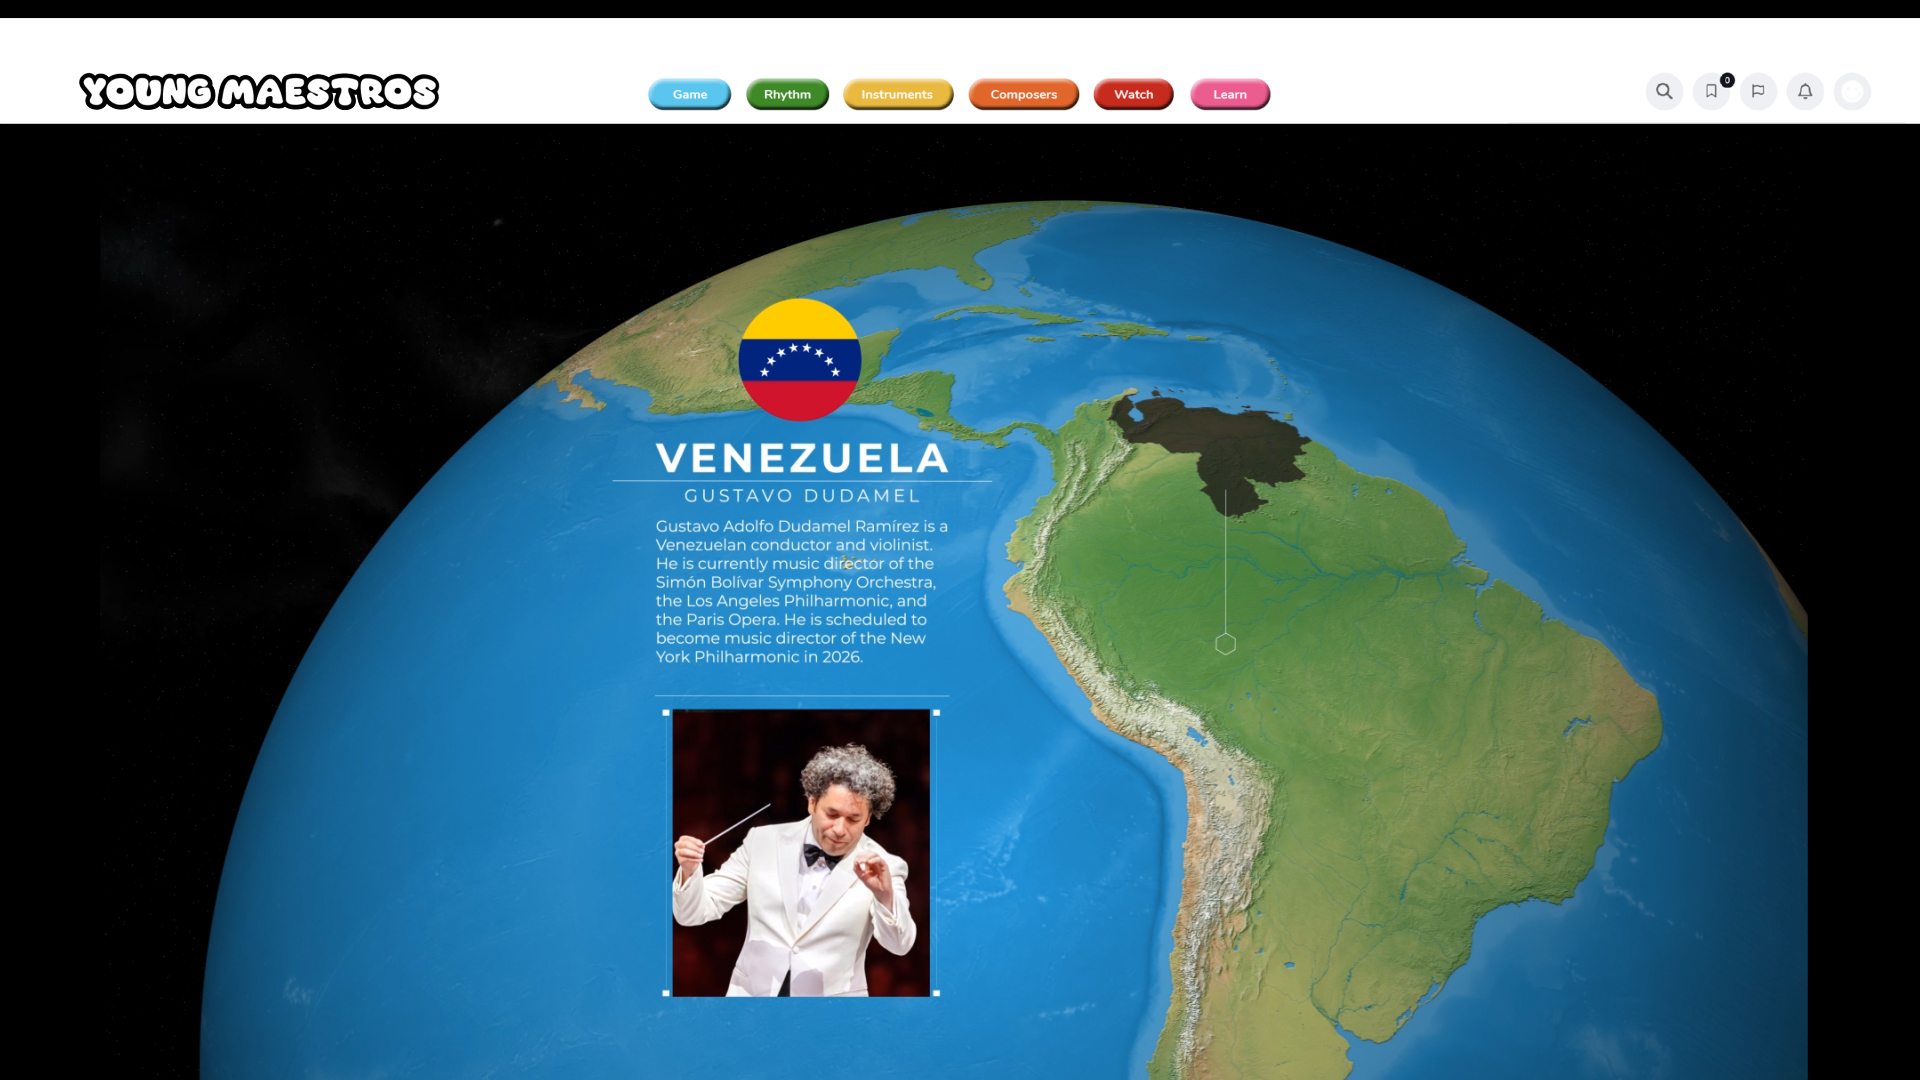 YOUNG MAESTROS
Game
Rhythm
Instruments
Composers
Watch
Learn
0
VENEZUELA
GUSTAVO DUDAMEL
Gustavo Adolfo Dudamel Ramírez is a
Venezuelan conductor and violinist.
He is currently music director of the
Simón Bolívar Symphony Orchestra,
the Los Angeles Philharmonic, and
the Paris Opera. He is scheduled to
become music director of the New
York Philharmonic in 2026.